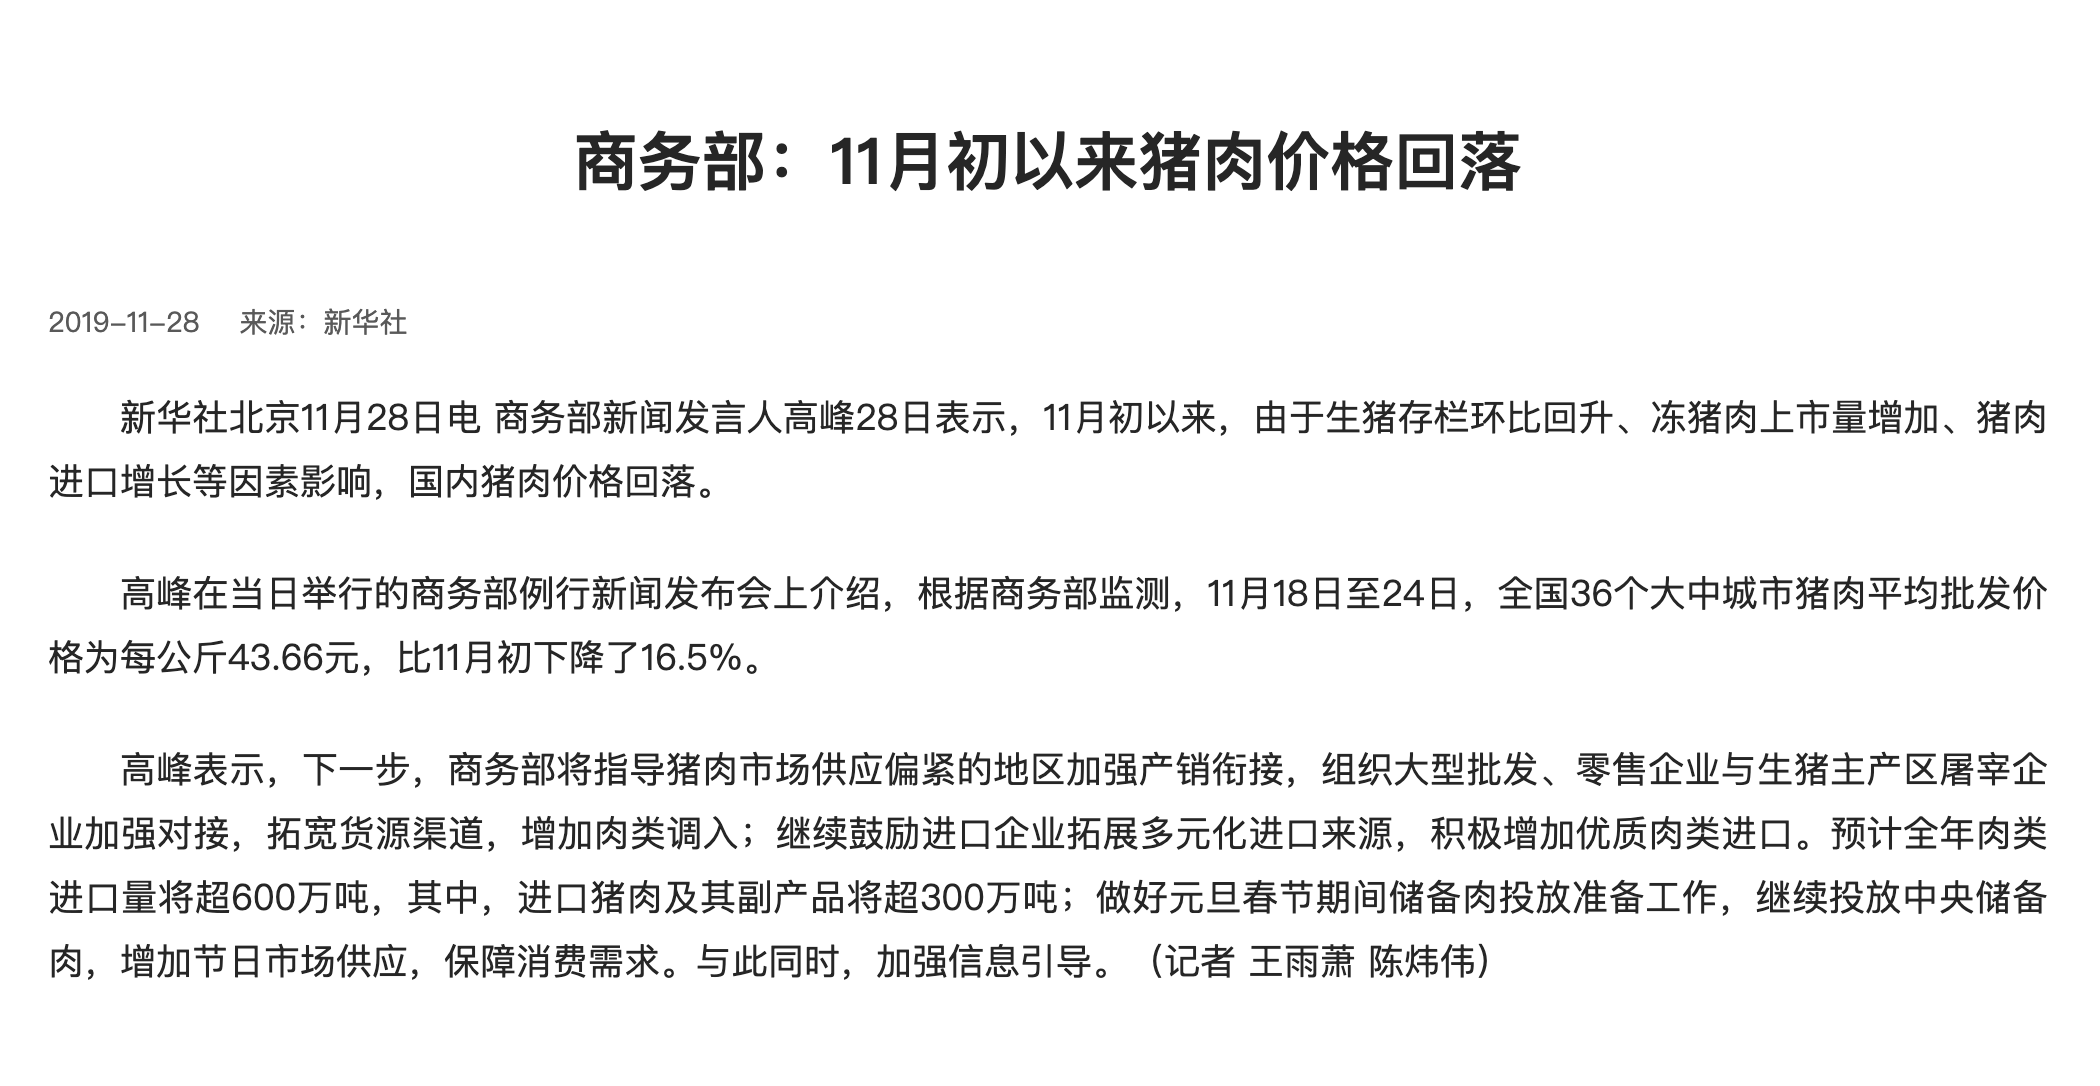 商务部：11月初以来猪肉价格回落
2019-11-28 来源：新华社
新华社北京11月28日电 商务部新闻发言人高峰28日表示，11月初以来，由于生猪存栏环比回升、冻猪肉上市量增加、猪肉
进口增长等因素影响，国内猪肉价格回落。
高峰在当日举行的商务部例行新闻发布会上介绍，根据商务部监测，11月18日至24日，全国36个大中城市猪肉平均批发价
格为每公斤43.66元，比11月初下降了16.5%。
高峰表示，下一步，商务部将指导猪肉市场供应偏紧的地区加强产销衔接，组织大型批发、零售企业与生猪主产区屠宰企
业加强对接，拓宽货源渠道，增加肉类调入；继续鼓励进口企业拓展多元化进口来源，积极增加优质肉类进口。预计全年肉类
进口量将超600万吨，其中，进口猪肉及其副产品将超300万吨；做好元旦春节期间储备肉投放准备工作，继续投放中央储备
肉，增加节日市场供应，保障消费需求。与此同时，加强信息引导。（记者 王雨萧 陈炜伟）